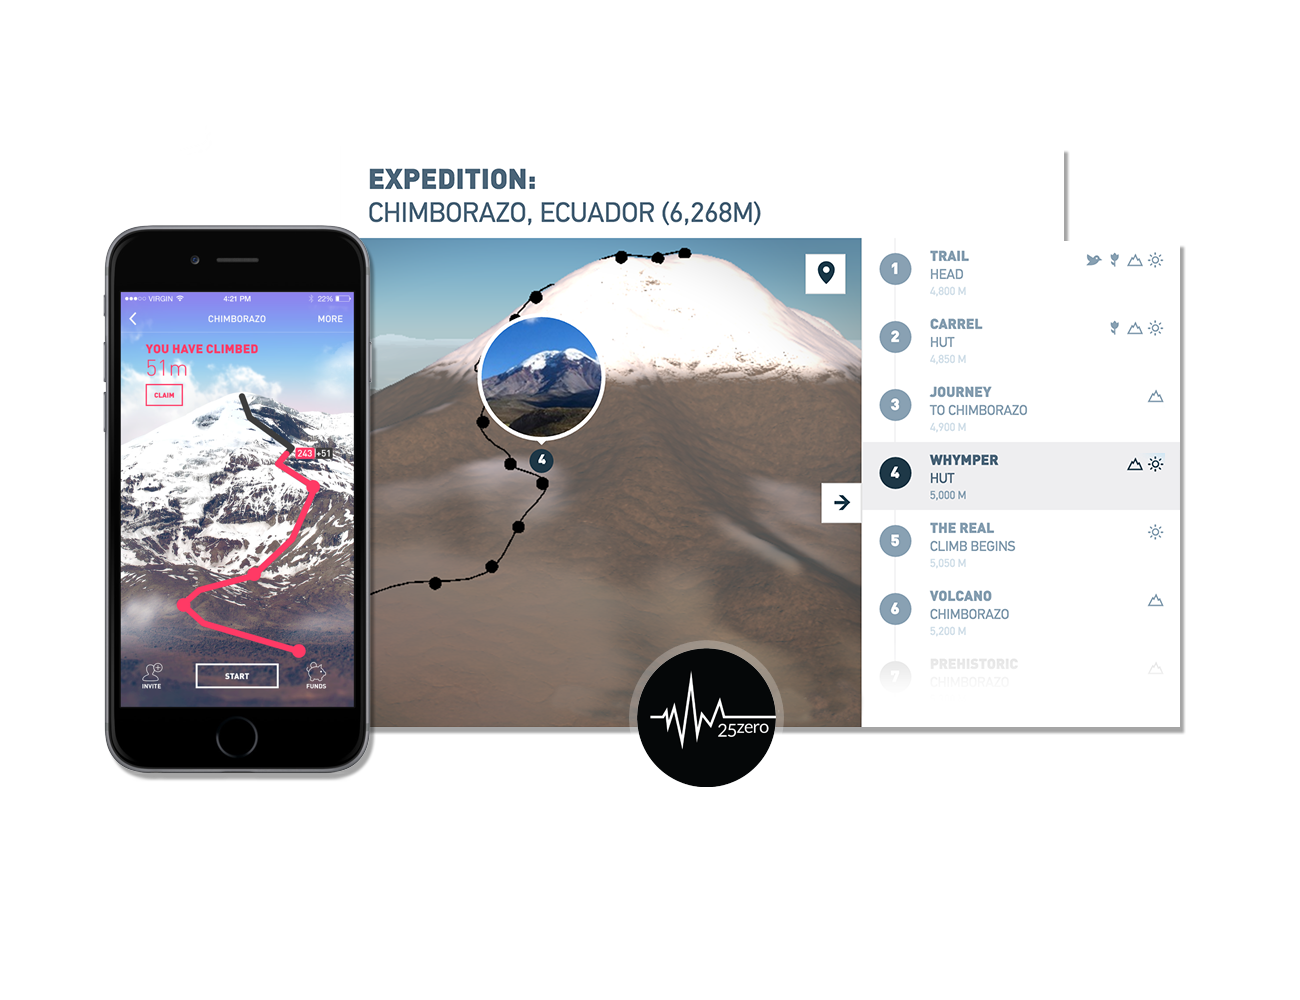 EXPEDITION:
CHIMBORAZO, ECUADOR (6,268M)
VIRGIN
4:21 PM
22%
CHIMBORAZO
MORE
YOU HAVE CLIMBED
51m
CLAIM
243 +51
INVITE
START
FUNDS
4
25zero
1
TRAIL
HEAD
4,800 M
2
CARREL
HUT
4,850 M
3
JOURNEY
TO CHIMBORAZO
4,900 M
4
WHYMPER
HUT
5,000 M
5
THE REAL
CLIMB BEGINS
5,050 M
6
VOLCANO
CHIMBORAZO
5,200 M
7
PREHISTORIC
CHIMBORAZO